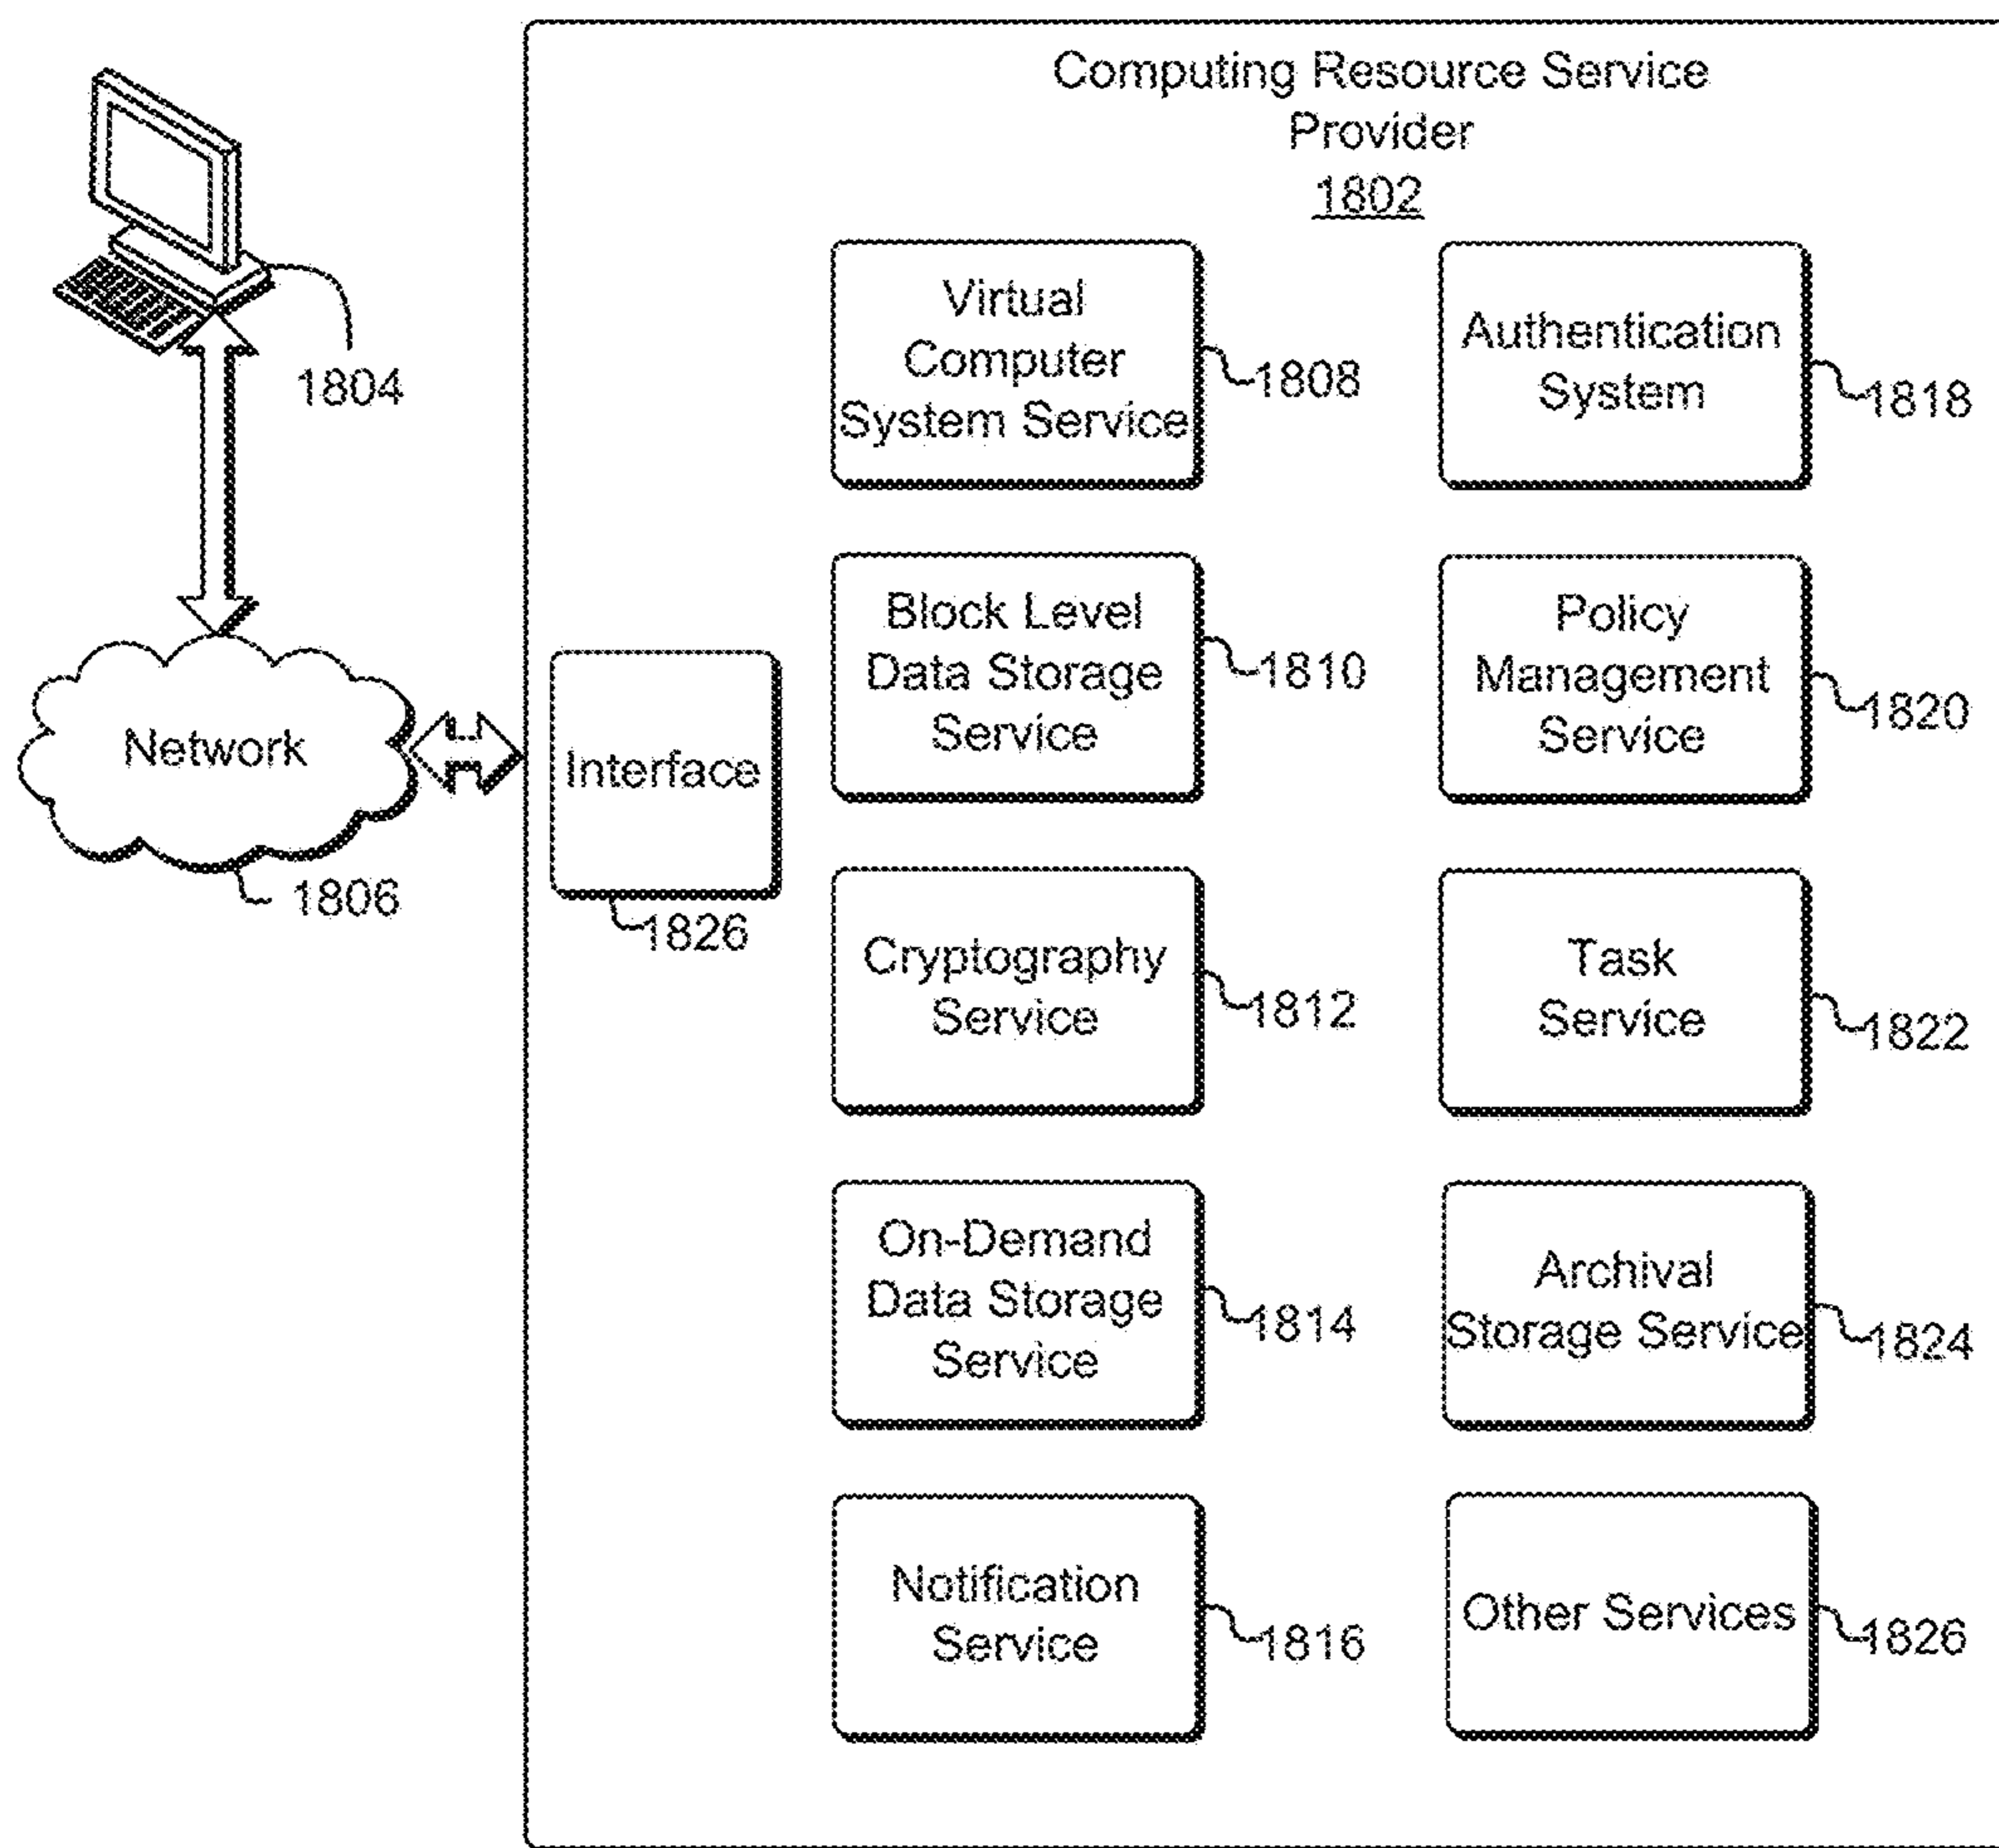 Computing Resource Service
Provider
1802
1804
Network
1806
Interface
1826
Virtual
Computer
System Service
1808
Authentication
System
1818
Block Level
Data Storage
Service
1810
Policy
Management
Service
1820
Cryptography
Service
1812
Task
Service
1822
On-Demand
Data Storage
Service
1814
Archival
Storage Service
1824
Notification
Service
1816
Other Services
1826